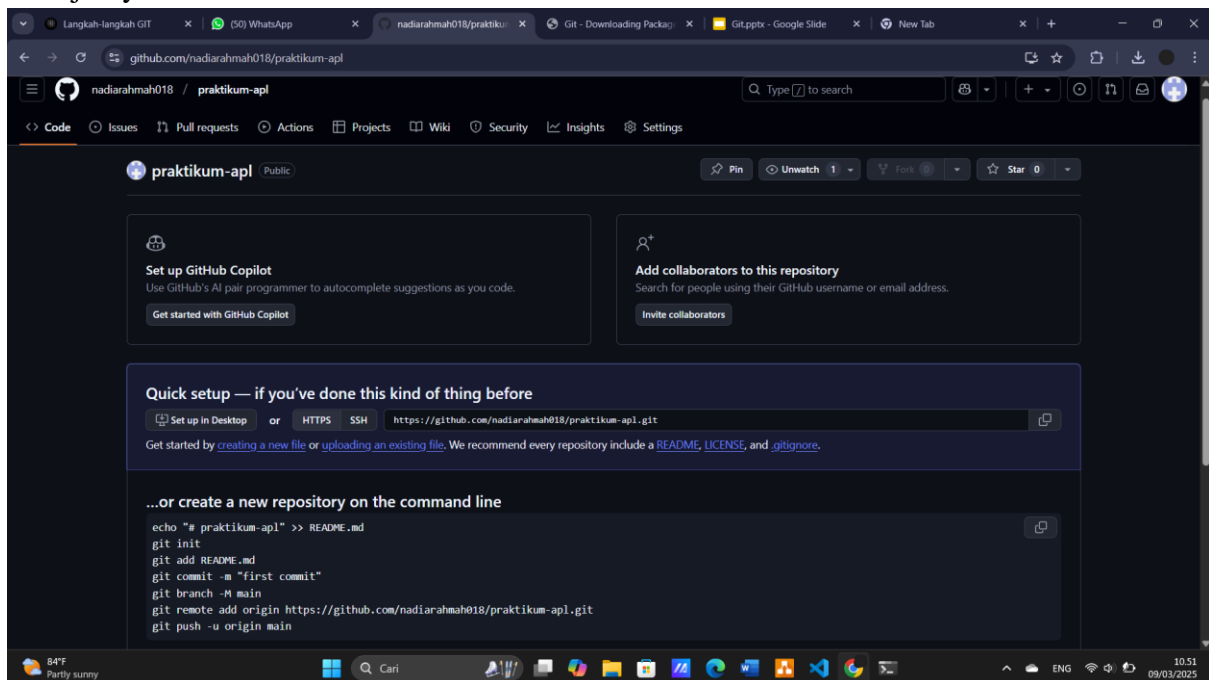 Langkah-langkah GIT
(50) WhatsApp
nadiarahmah018/praktikur
Git - Downloading Package
Git.pptx - Google Slide
New Tab
github.com/nadiarahmah018/praktikum-apl
nadiarahmah018 / praktikum-apl
Type / to search
Code
Issues
Pull requests
Actions
Projects
Wiki
Security
Insights
Settings
praktikum-apl Public
Pin
Unwatch 1
Fork 0
Star 0
Set up GitHub Copilot
Use GitHub's AI pair programmer to autocomplete suggestions as you code.
Get started with GitHub Copilot
Add collaborators to this repository
Search for people using their GitHub username or email address.
Invite collaborators
Quick setup — if you've done this kind of thing before
Set up in Desktop or HTTPS SSH https://github.com/nadiarahmah018/praktikum-apl.git
Get started by creating a new file or uploading an existing file. We recommend every repository include a README, LICENSE, and .gitignore.
...or create a new repository on the command line
echo "# praktikum-apl" >> README.md
git init
git add README.md
git commit -m "first commit"
git branch -M main
git remote add origin https://github.com/nadiarahmah018/praktikum-apl.git
git push -u origin main
84°F
Partly sunny
Cari
ENG
10.51
09/03/2025